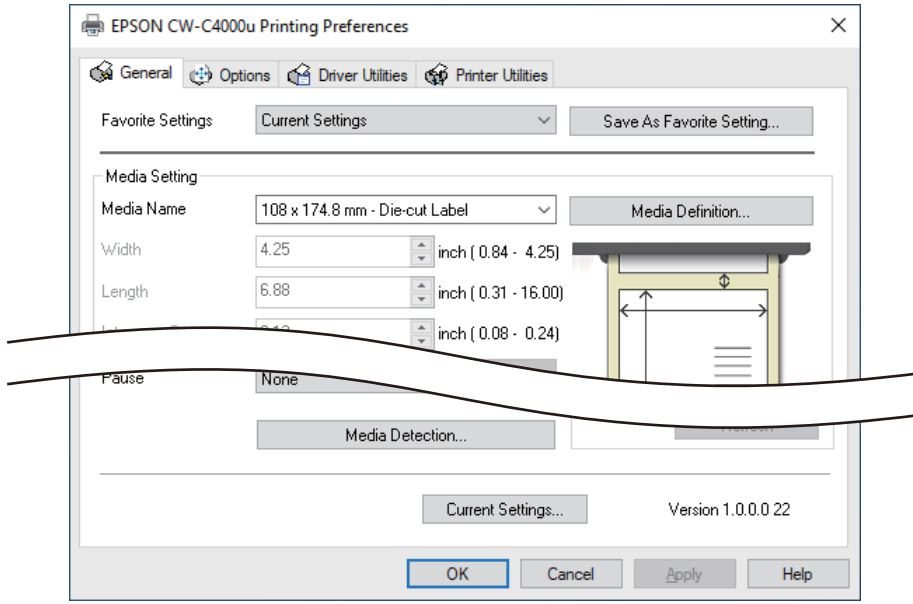 EPSON CW-C4000u Printing Preferences
General Options Driver Utilities Printer Utilities
Favorite Settings Current Settings Save As Favorite Setting...
Media Setting
Media Name 108 x 174.8 mm - Die-cut Label Media Definition...
Width 4.25 inch ( 0.84 - 4.25)
Length 6.88 inch ( 0.31 - 16.00)
inch ( 0.08 - 0.24)
Pause None
Media Detection...
Current Settings... Version 1.0.0.0 22
OK Cancel Apply Help